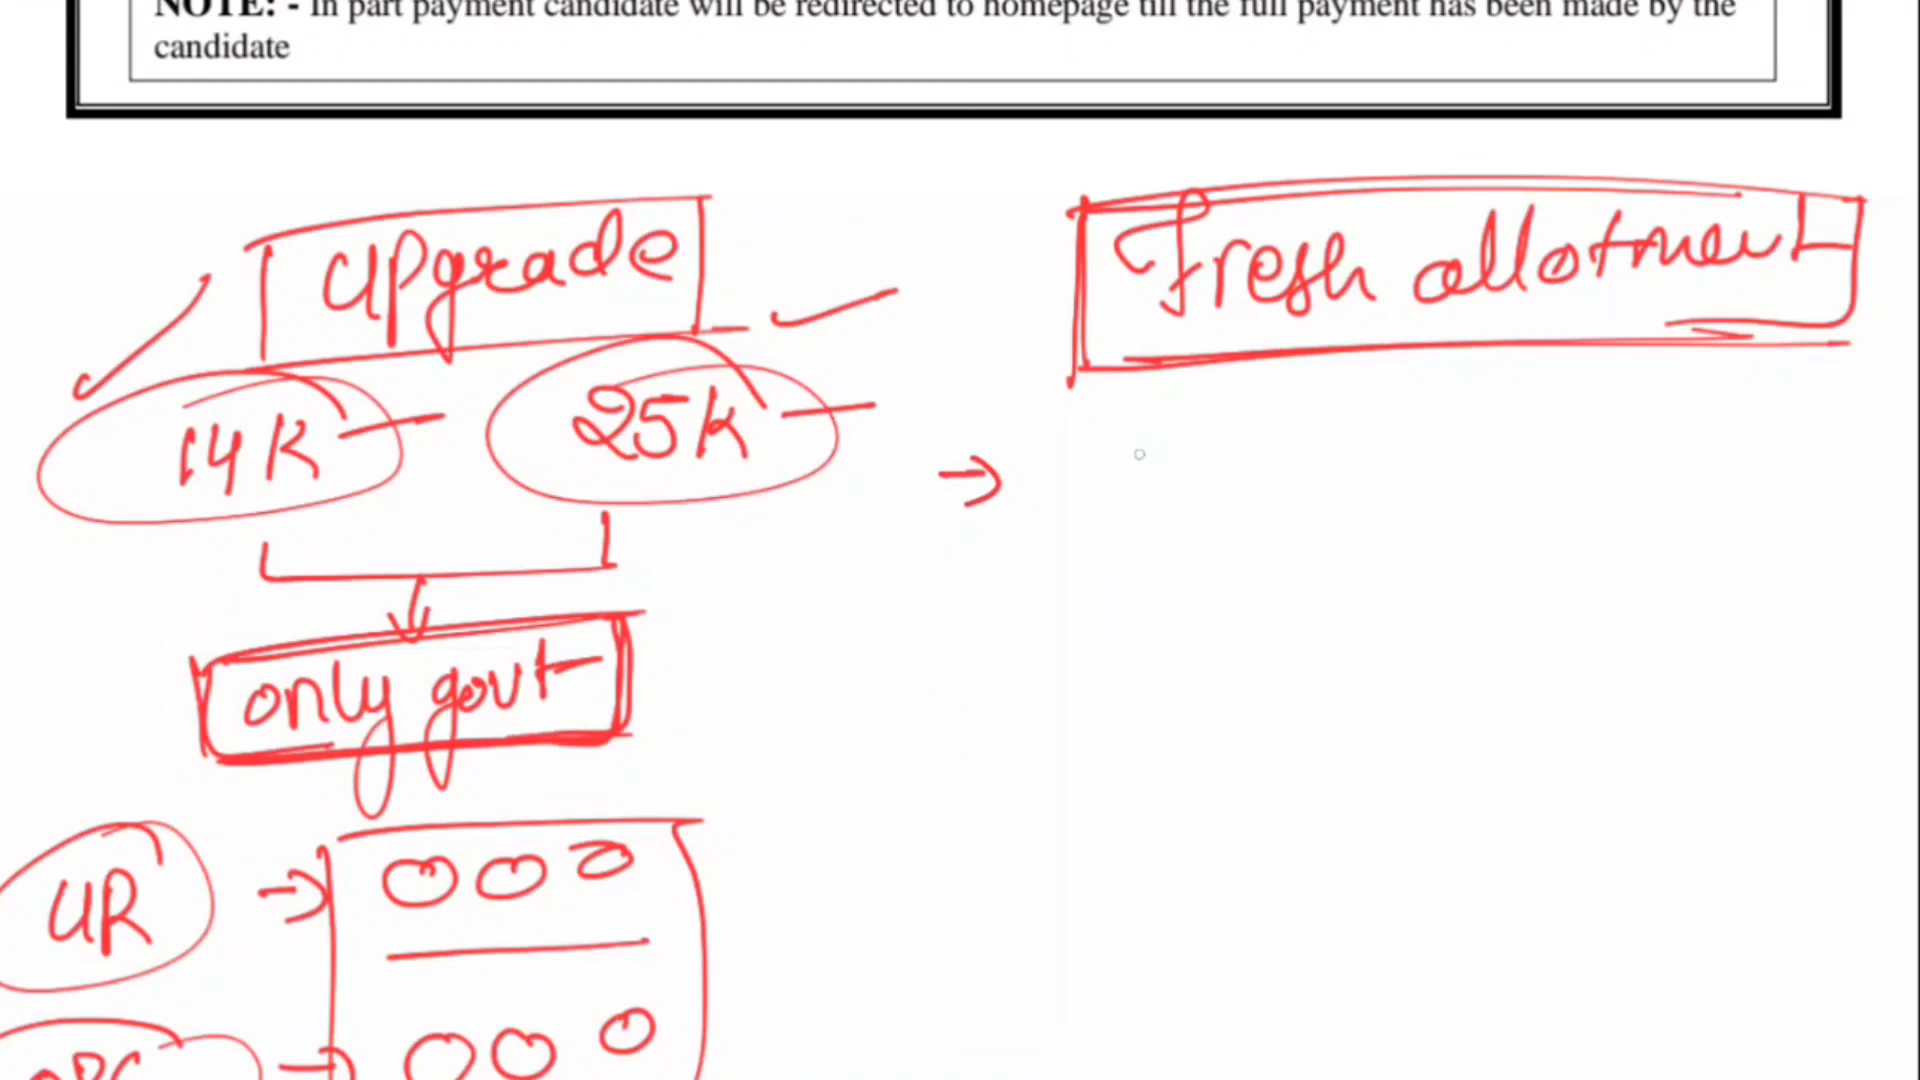 NOTE: - In part payment candidate will be redirected to homepage till the full payment has been made by the
candidate
Upgrade
Fresh allotment
14K
25K
only govt
UR